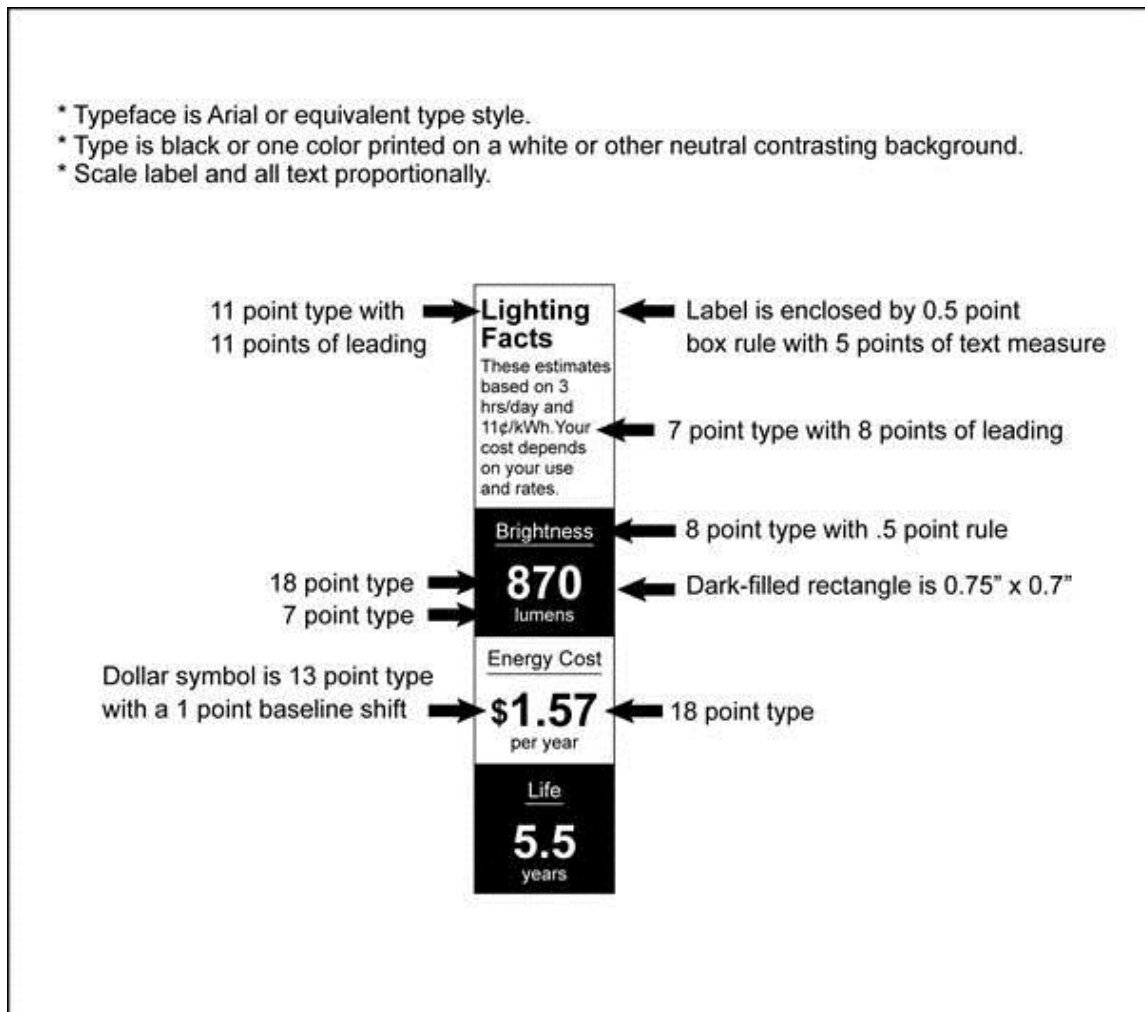 * Typeface is Arial or equivalent type style.
* Type is black or one color printed on a white or other neutral contrasting background.
* Scale label and all text proportionally.
11 point type with
11 points of leading
Lighting
Facts
Label is enclosed by 0.5 point
box rule with 5 points of text measure
These estimates
based on 3
hrs/day and
11¢/kWh.Your
cost depends
on your use
and rates.
7 point type with 8 points of leading
Brightness
8 point type with .5 point rule
18 point type
870
Dark-filled rectangle is 0.75” x 0.7”
7 point type
lumens
Energy Cost
Dollar symbol is 13 point type
with a 1 point baseline shift
$1.57
18 point type
per year
Life
5.5
years